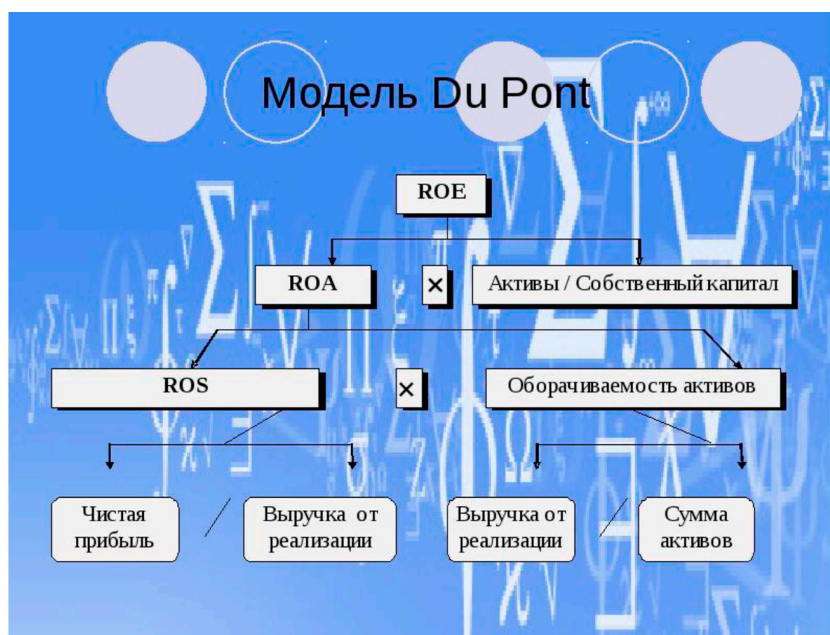 Модель Du Pont
ROE
ROA × Активы / Собственный капитал
ROS × Оборачиваемость активов
Чистая
прибыль
/
Выручка от
реализации
Выручка от
реализации
/
Сумма
активов